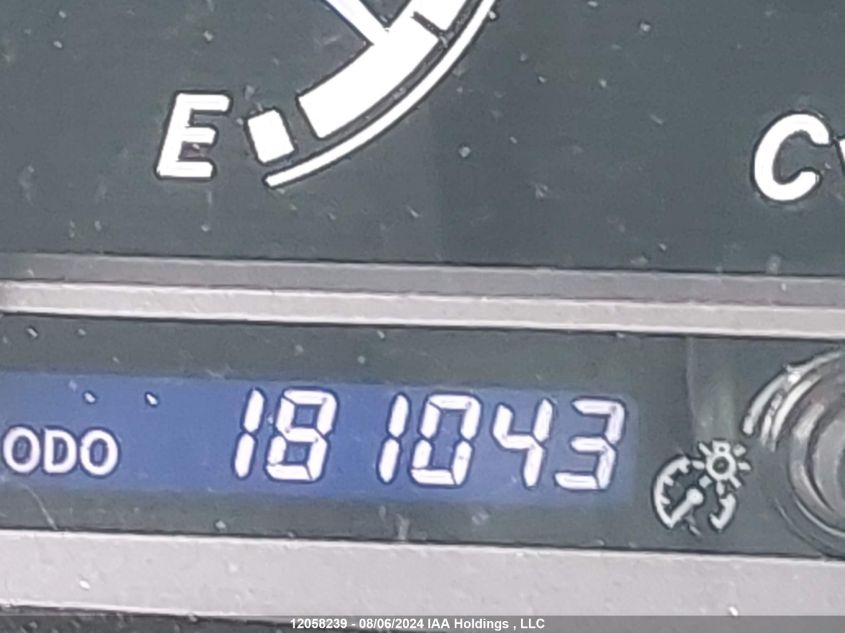 E
C
ODO 181043
12058239 - 08/06/2024 IAA Holdings , LLC